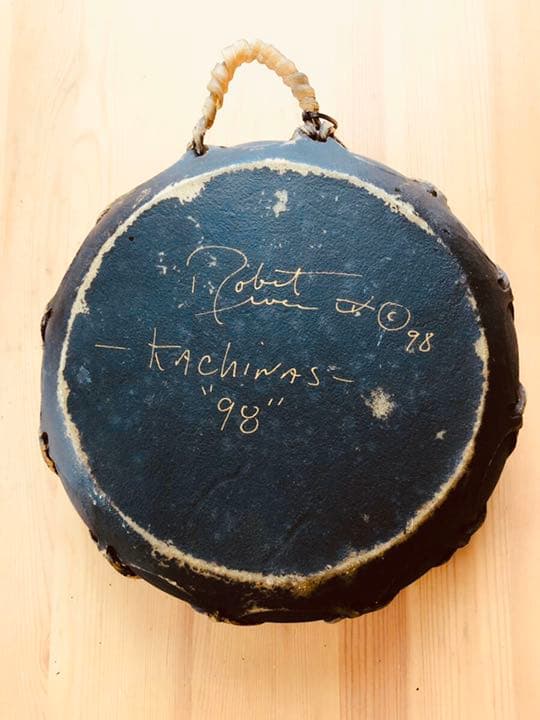 Robert
© 98
— KACHINAS —
"98"